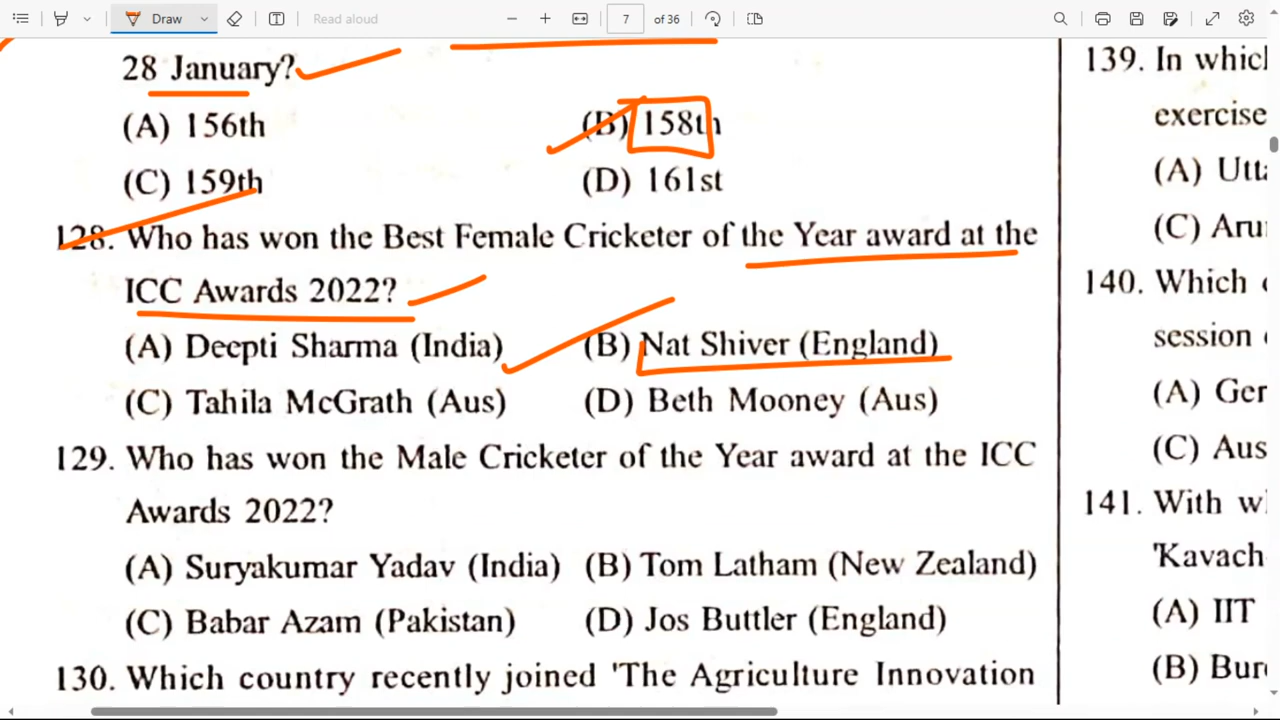 Draw
Read aloud
7 of 36
28 January?
(A) 156th (B) 158th
(C) 159th (D) 161st
128. Who has won the Best Female Cricketer of the Year award at the
ICC Awards 2022?
(A) Deepti Sharma (India) (B) Nat Shiver (England)
(C) Tahila McGrath (Aus) (D) Beth Mooney (Aus)
129. Who has won the Male Cricketer of the Year award at the ICC
Awards 2022?
(A) Suryakumar Yadav (India) (B) Tom Latham (New Zealand)
(C) Babar Azam (Pakistan) (D) Jos Buttler (England)
130. Which country recently joined 'The Agriculture Innovation
139. In which
exercise
(A) Utta
(C) Aru
140. Which
session
(A) Ger
(C) Aus
141. With w
'Kavach
(A) IIT
(B) Bur